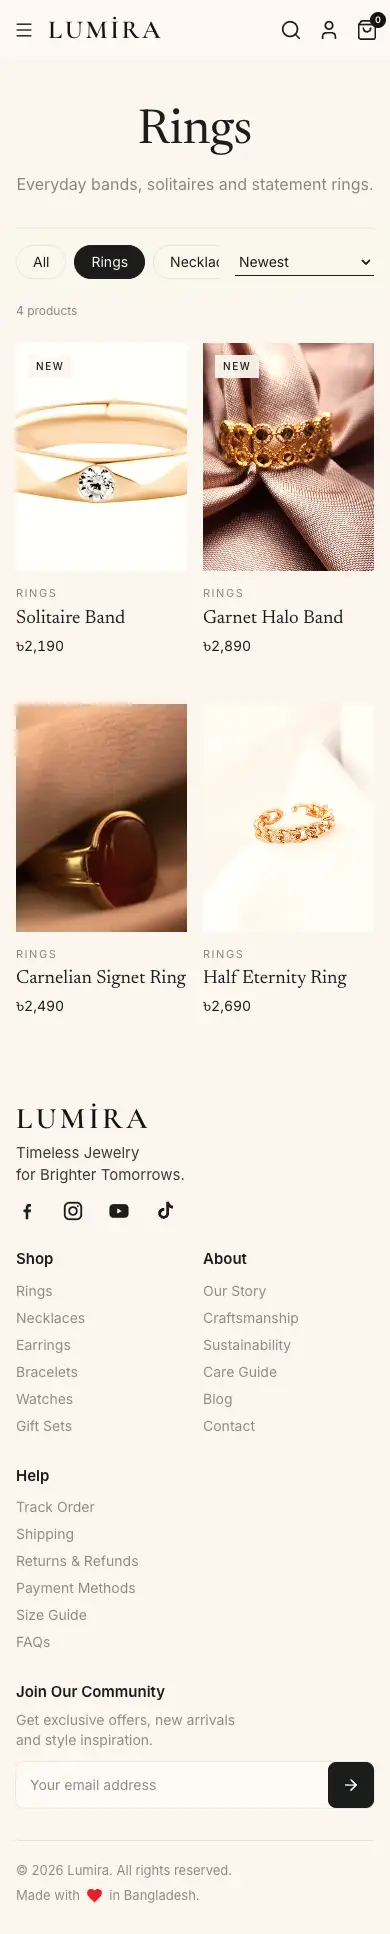 LUMİRA
0
Rings
Everyday bands, solitaires and statement rings.
All
Rings
Necklac
Newest
4 products
NEW
NEW
RINGS
Solitaire Band
৳2,190
RINGS
Garnet Halo Band
৳2,890
RINGS
Carnelian Signet Ring
৳2,490
RINGS
Half Eternity Ring
৳2,690
LUMİRA
Timeless Jewelry
for Brighter Tomorrows.
Shop
Rings
Necklaces
Earrings
Bracelets
Watches
Gift Sets
About
Our Story
Craftsmanship
Sustainability
Care Guide
Blog
Contact
Help
Track Order
Shipping
Returns & Refunds
Payment Methods
Size Guide
FAQs
Join Our Community
Get exclusive offers, new arrivals
and style inspiration.
Your email address
© 2026 Lumira. All rights reserved.
Made with ❤️ in Bangladesh.